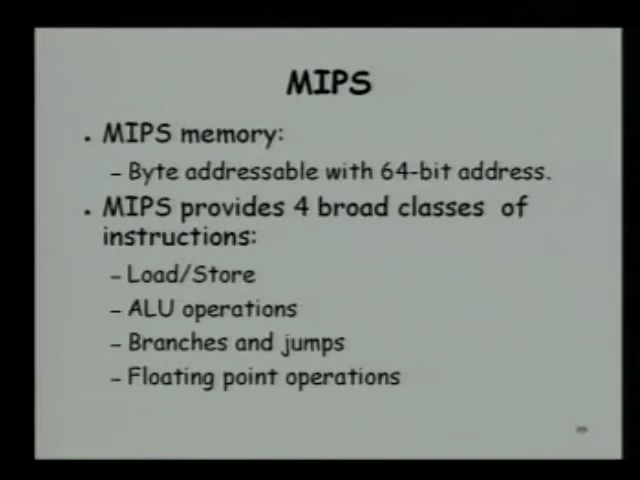 MIPS
• MIPS memory:
– Byte addressable with 64-bit address.
• MIPS provides 4 broad classes of
instructions:
– Load/Store
– ALU operations
– Branches and jumps
– Floating point operations